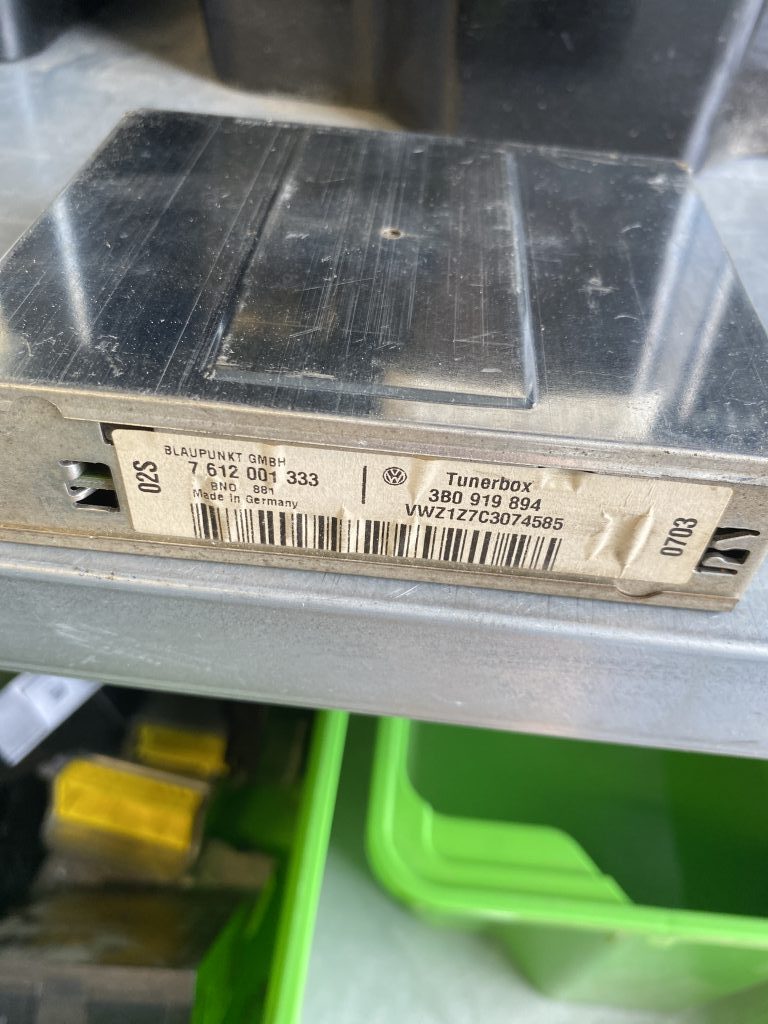 02S
BLAUPUNKT GMBH
7 612 001 333
BNO 881
Made in Germany
Tunerbox
3B0 919 894
VWZ1Z7C3074585
0703